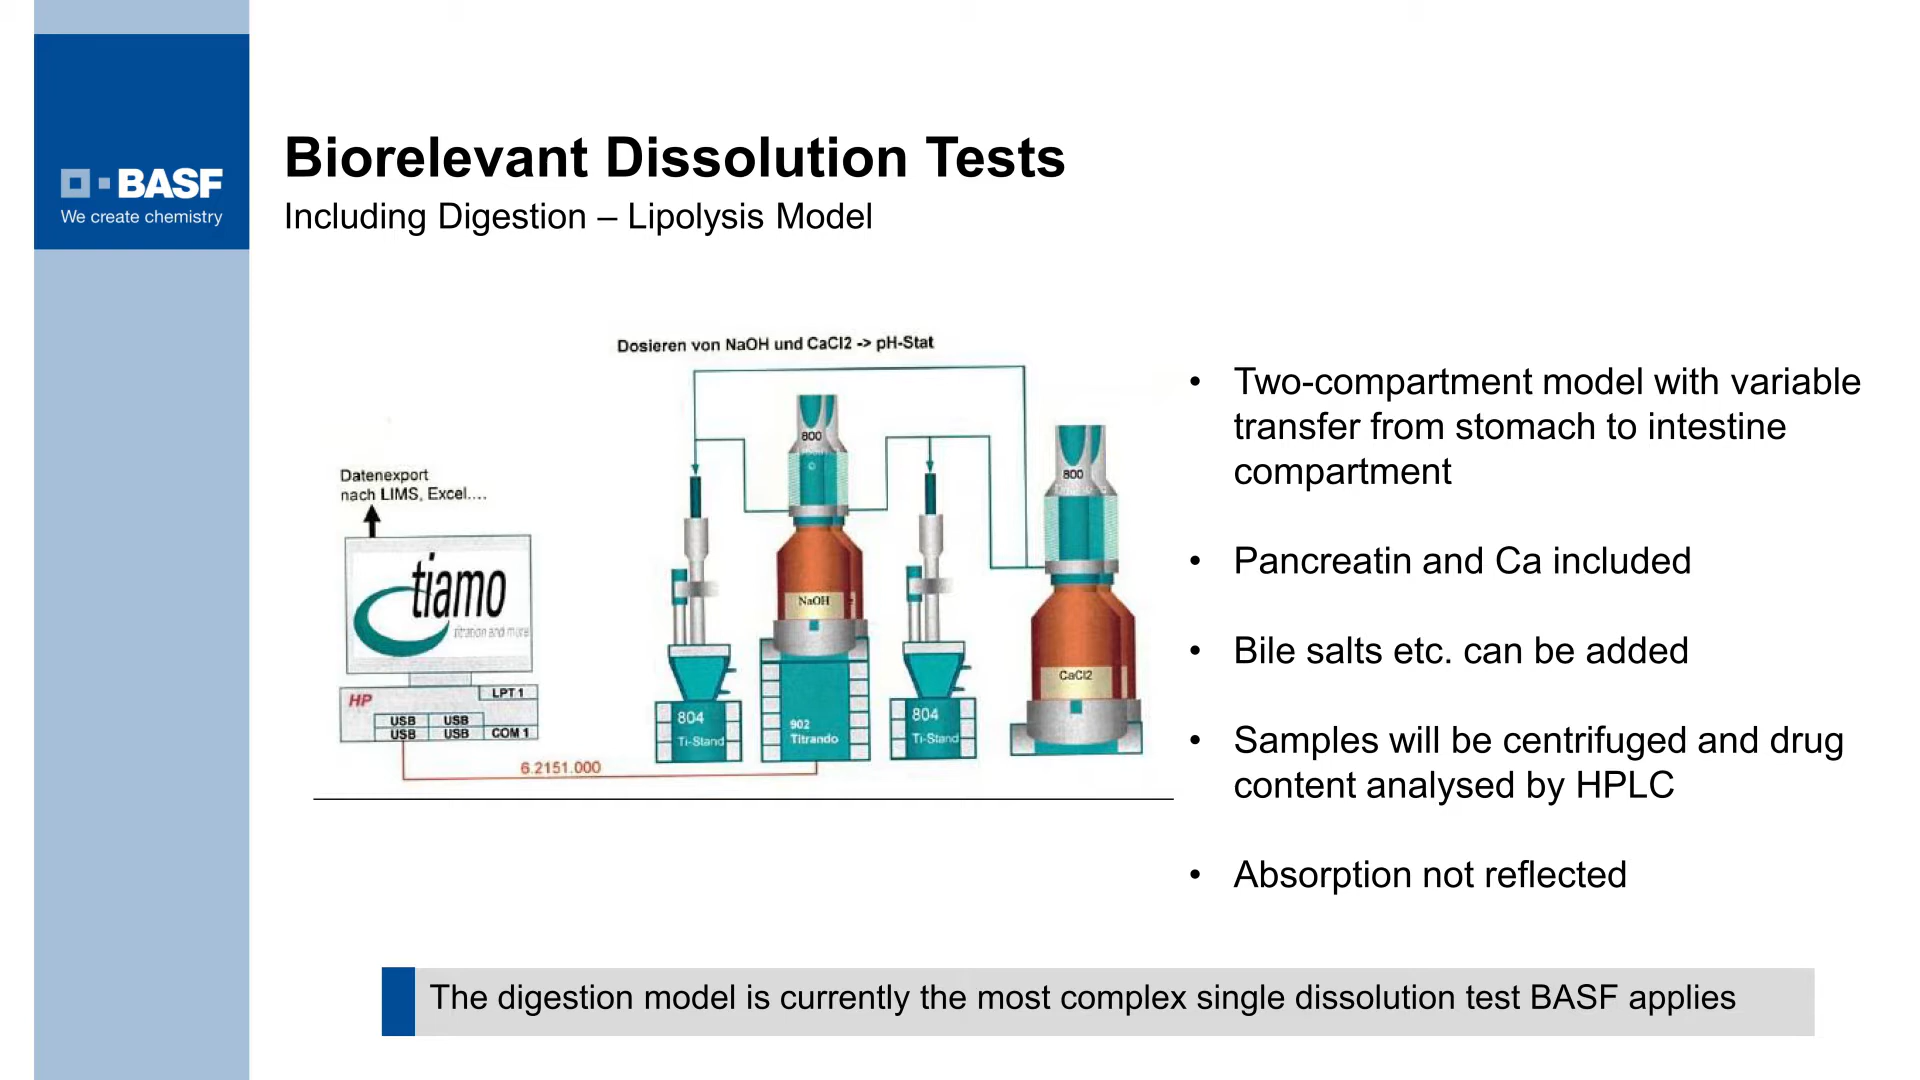 BASF
We create chemistry
Biorelevant Dissolution Tests
Including Digestion – Lipolysis Model
Dosieren von NaOH und CaCl2 -> pH-Stat
Datenexport
nach LIMS, Excel....
tiamo
titration and more
HP
LPT 1
USB USB
USB USB COM 1
6.2151.000
800
800
NaOH
CaCl2
804
Ti-Stand
902
Titrando
804
Ti-Stand
• Two-compartment model with variable
transfer from stomach to intestine
compartment
• Pancreatin and Ca included
• Bile salts etc. can be added
• Samples will be centrifuged and drug
content analysed by HPLC
• Absorption not reflected
The digestion model is currently the most complex single dissolution test BASF applies